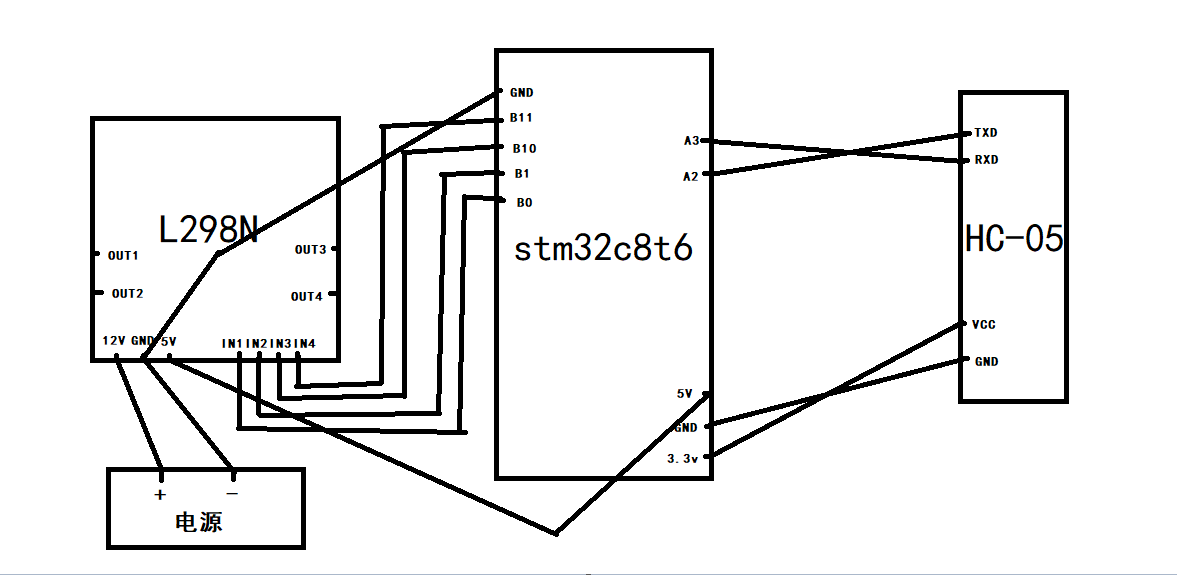 L298N
OUT1
OUT2
OUT3
OUT4
12V GND 5V
IN1 IN2 IN3 IN4
+ −
电源
GND
B11
B10
B1
B0
stm32c8t6
A3
A2
5V
GND
3.3v
TXD
RXD
HC-05
VCC
GND